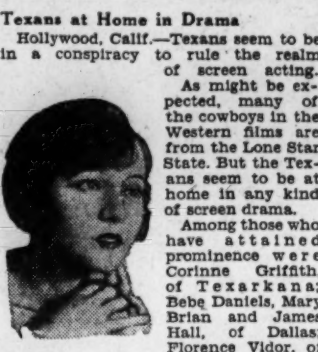 Texans at Home in Drama
Hollywood, Calif.—Texans seem to be
in a conspiracy to rule the realm
of screen acting.
As might be ex-
pected, many of
the cowboys in the
Western films are
from the Lone Star
State. But the Tex-
ans seem to be at
home in any kind
of screen drama.
Among those who
have attained
prominence were
Corinne Griffith,
of Texarkana;
Bebe Daniels, Mary
Brian and James
Hall, of Dallas;
Florence Vidor, of